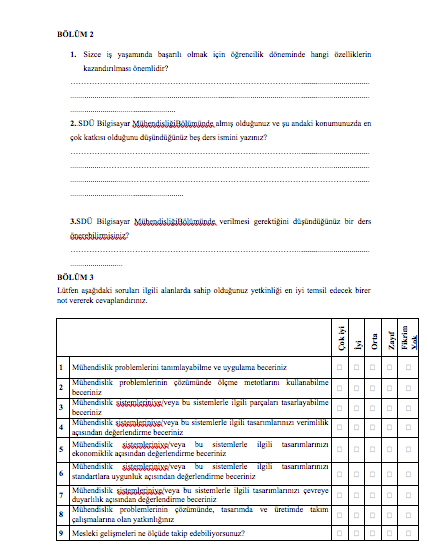 BÖLÜM 2
1. Sizce iş yaşamında başarılı olmak için öğrencilik döneminde hangi özelliklerin
kazandırılması önemlidir?
2. SDÜ Bilgisayar MühendisliğiBölümünde almış olduğunuz ve şu andaki konumunuzda en
çok katkısı olduğunu düşündüğünüz beş ders ismini yazınız?
3.SDÜ Bilgisayar MühendisliğiBölümünde verilmesi gerektiğini düşündüğünüz bir ders
önerebilirmisiniz?
BÖLÜM 3
Lütfen aşağıdaki soruları ilgili alanlarda sahip olduğunuz yetkinliği en iyi temsil edecek birer
not vererek cevaplandırınız.
Çok iyi
İyi
Orta
Zayıf
Fikrim
Yok
1 Mühendislik problemlerini tanımlayabilme ve uygulama beceriniz
2 Mühendislik problemlerinin çözümünde ölçme metotlarını kullanabilme
beceriniz
3 Mühendislik sistemleriniye/veya bu sistemlerle ilgili parçaları tasarlayabilme
beceriniz
4 Mühendislik sistemleriniye/veya bu sistemlerle ilgili tasarımlarınızı verimlilik
açısından değerlendirme beceriniz
5 Mühendislik sistemleriniye/veya bu sistemlerle ilgili tasarımlarınızı
ekonomiklik açısından değerlendirme beceriniz
6 Mühendislik sistemleriniye/veya bu sistemlerle ilgili tasarımlarınızı
standartlara uygunluk açısından değerlendirme beceriniz
7 Mühendislik sistemleriniye/veya bu sistemlerle ilgili tasarımlarınızı çevreye
duyarlılık açısından değerlendirme beceriniz
8 Mühendislik problemlerinin çözümünde, tasarımda ve üretimde takım
çalışmalarına olan yatkınlığınız
9 Mesleki gelişmeleri ne ölçüde takip edebiliyorsunuz?